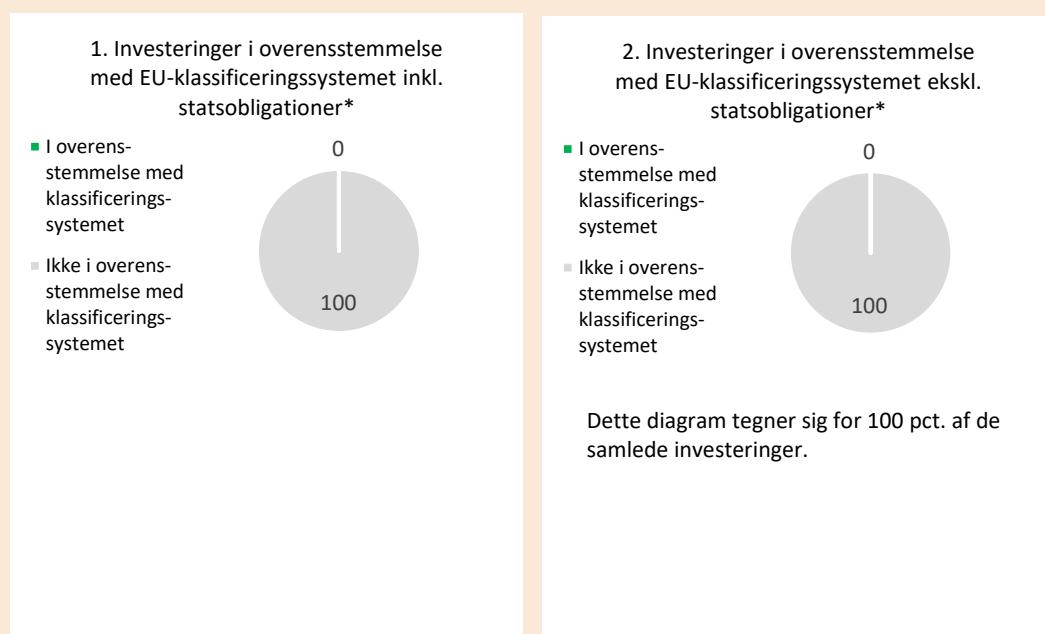 1. Investeringer i overensstemmelse
med EU-klassificeringssystemet inkl.
statsobligationer*
I overens-
stemmelse med
klassificerings-
systemet
Ikke i overens-
stemmelse med
klassificerings-
systemet
0
100
2. Investeringer i overensstemmelse
med EU-klassificeringssystemet ekskl.
statsobligationer*
I overens-
stemmelse med
klassificerings-
systemet
Ikke i overens-
stemmelse med
klassificerings-
systemet
0
100
Dette diagram tegner sig for 100 pct. af de
samlede investeringer.